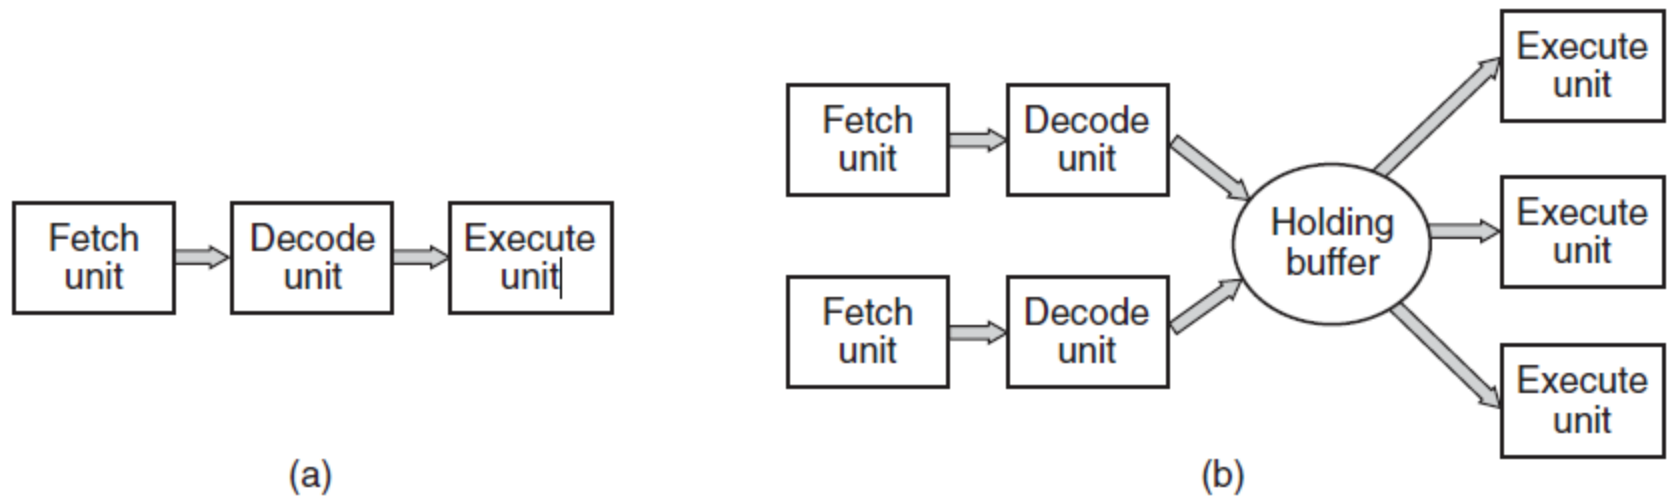 Fetch
unit
Decode
unit
Execute
unit
(a)
Fetch
unit
Decode
unit
Fetch
unit
Decode
unit
Holding
buffer
Execute
unit
Execute
unit
Execute
unit
(b)